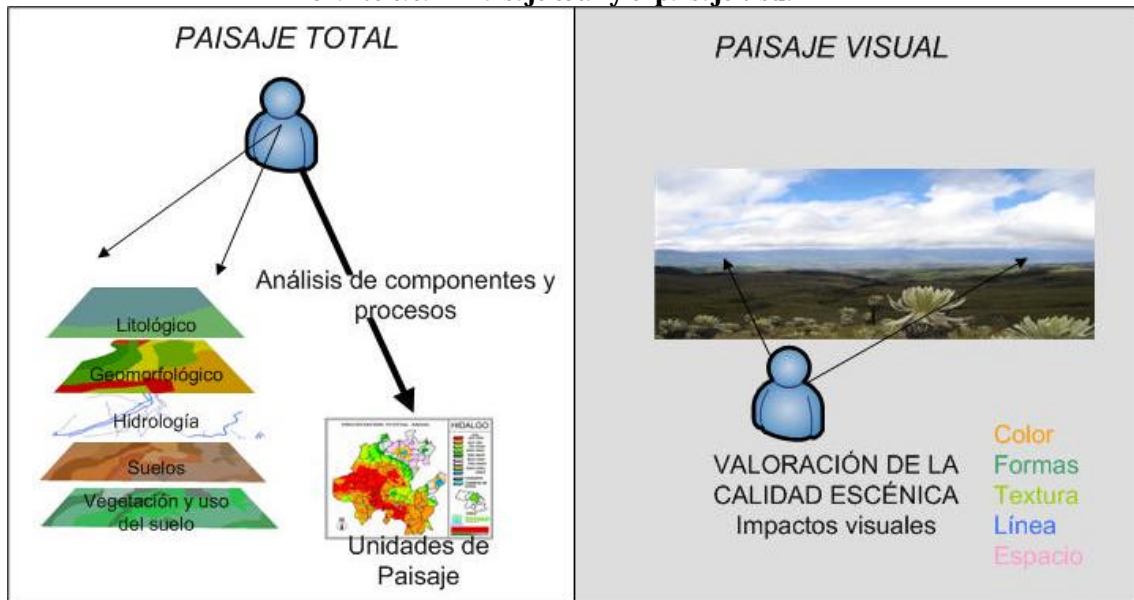 PAISAJE TOTAL
Análisis de componentes y
procesos
Litológico
Geomorfológico
Hidrología
Suelos
Vegetación y uso
del suelo
HIDALGO
Unidades de
Paisaje
PAISAJE VISUAL
VALORACIÓN DE LA
CALIDAD ESCÉNICA
Impactos visuales
Color
Formas
Textura
Línea
Espacio